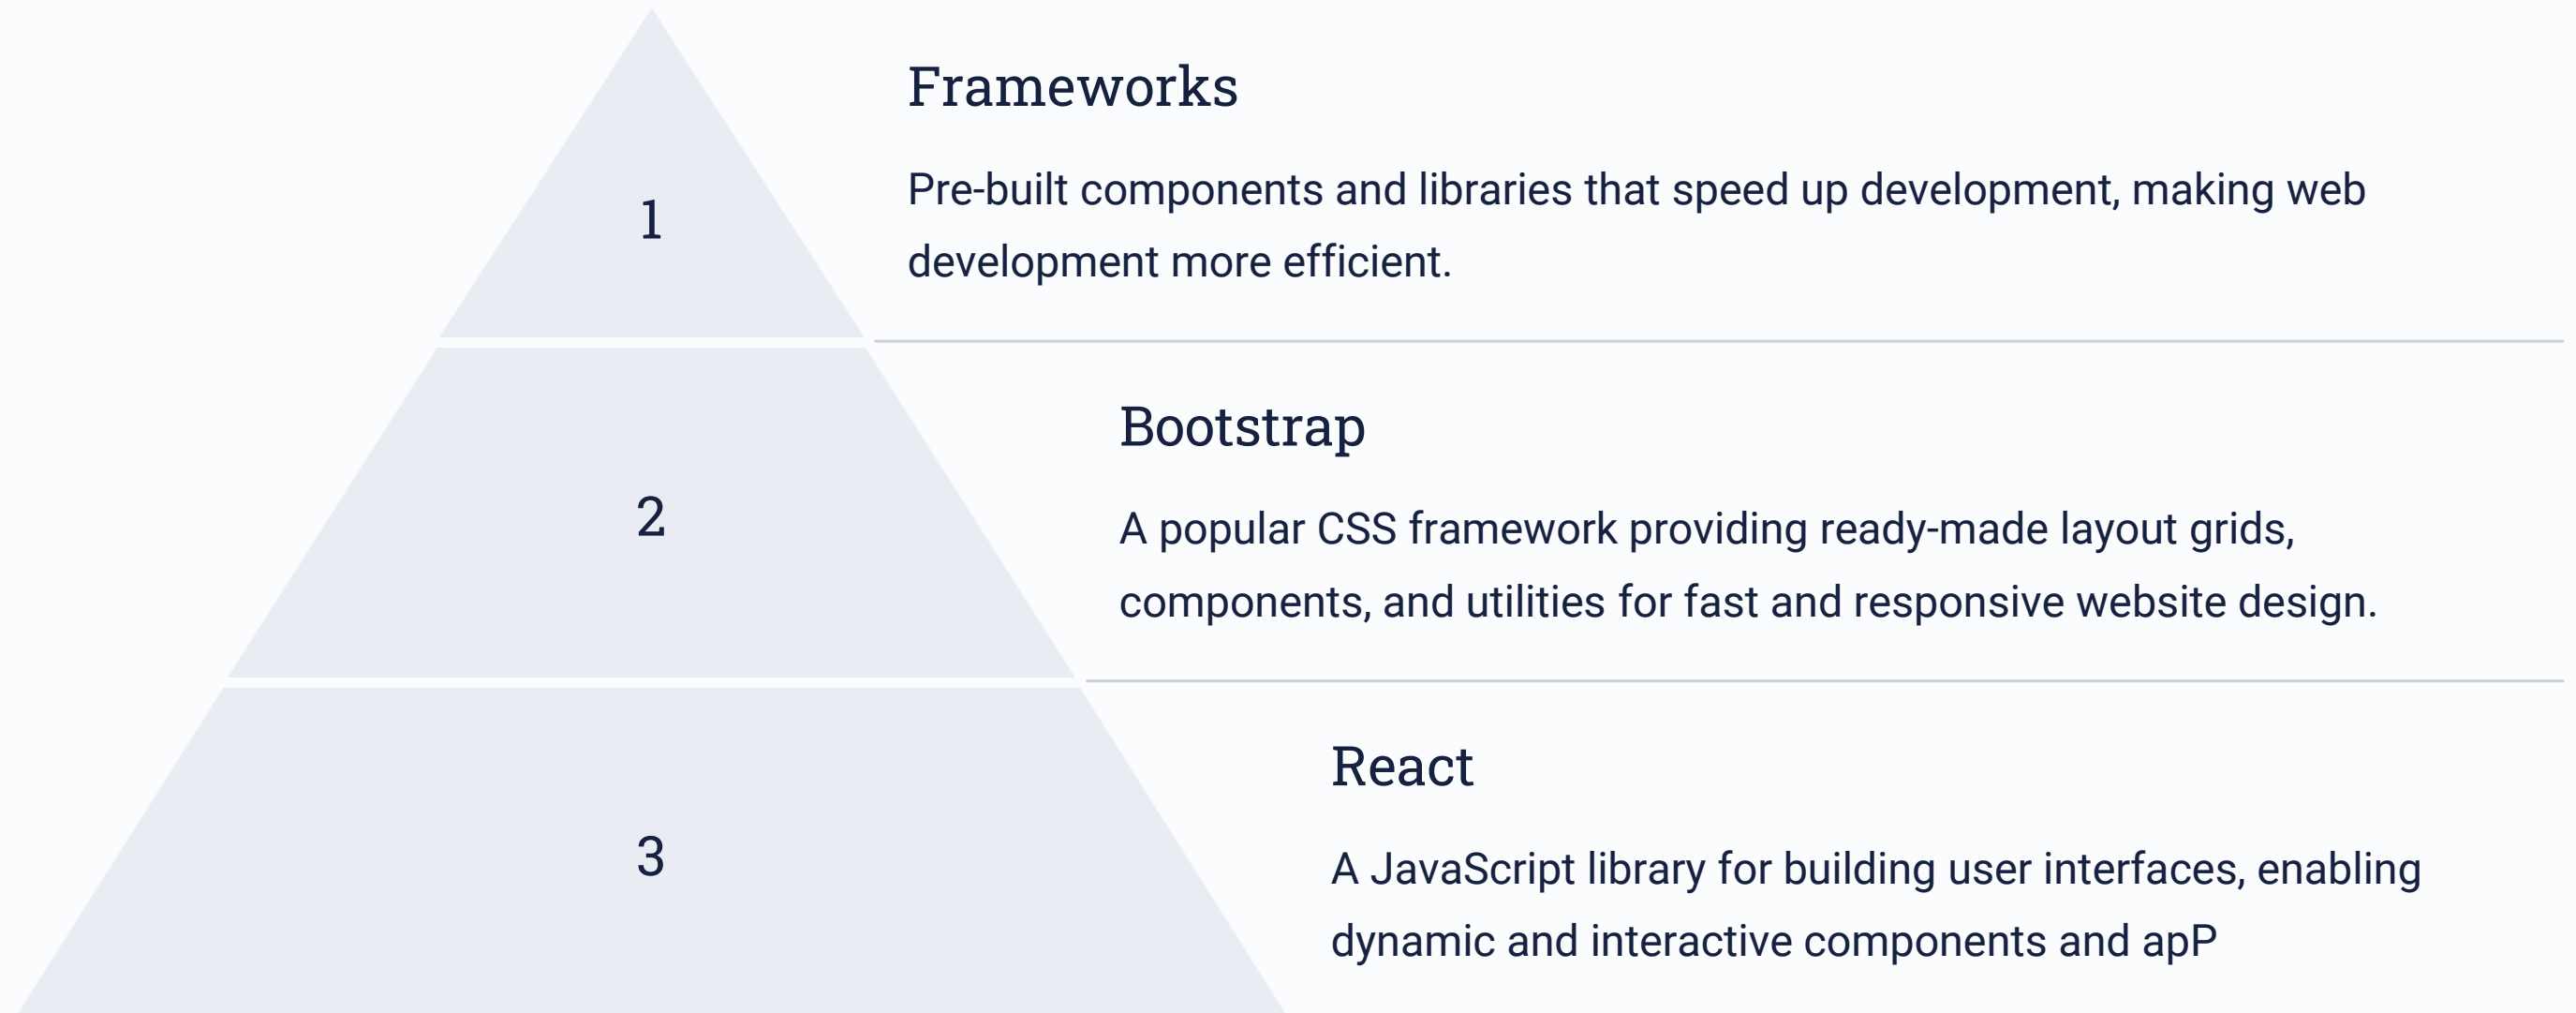 Frameworks
Pre-built components and libraries that speed up development, making web
development more efficient.
1
Bootstrap
A popular CSS framework providing ready-made layout grids,
components, and utilities for fast and responsive website design.
2
React
A JavaScript library for building user interfaces, enabling
dynamic and interactive components and apP
3